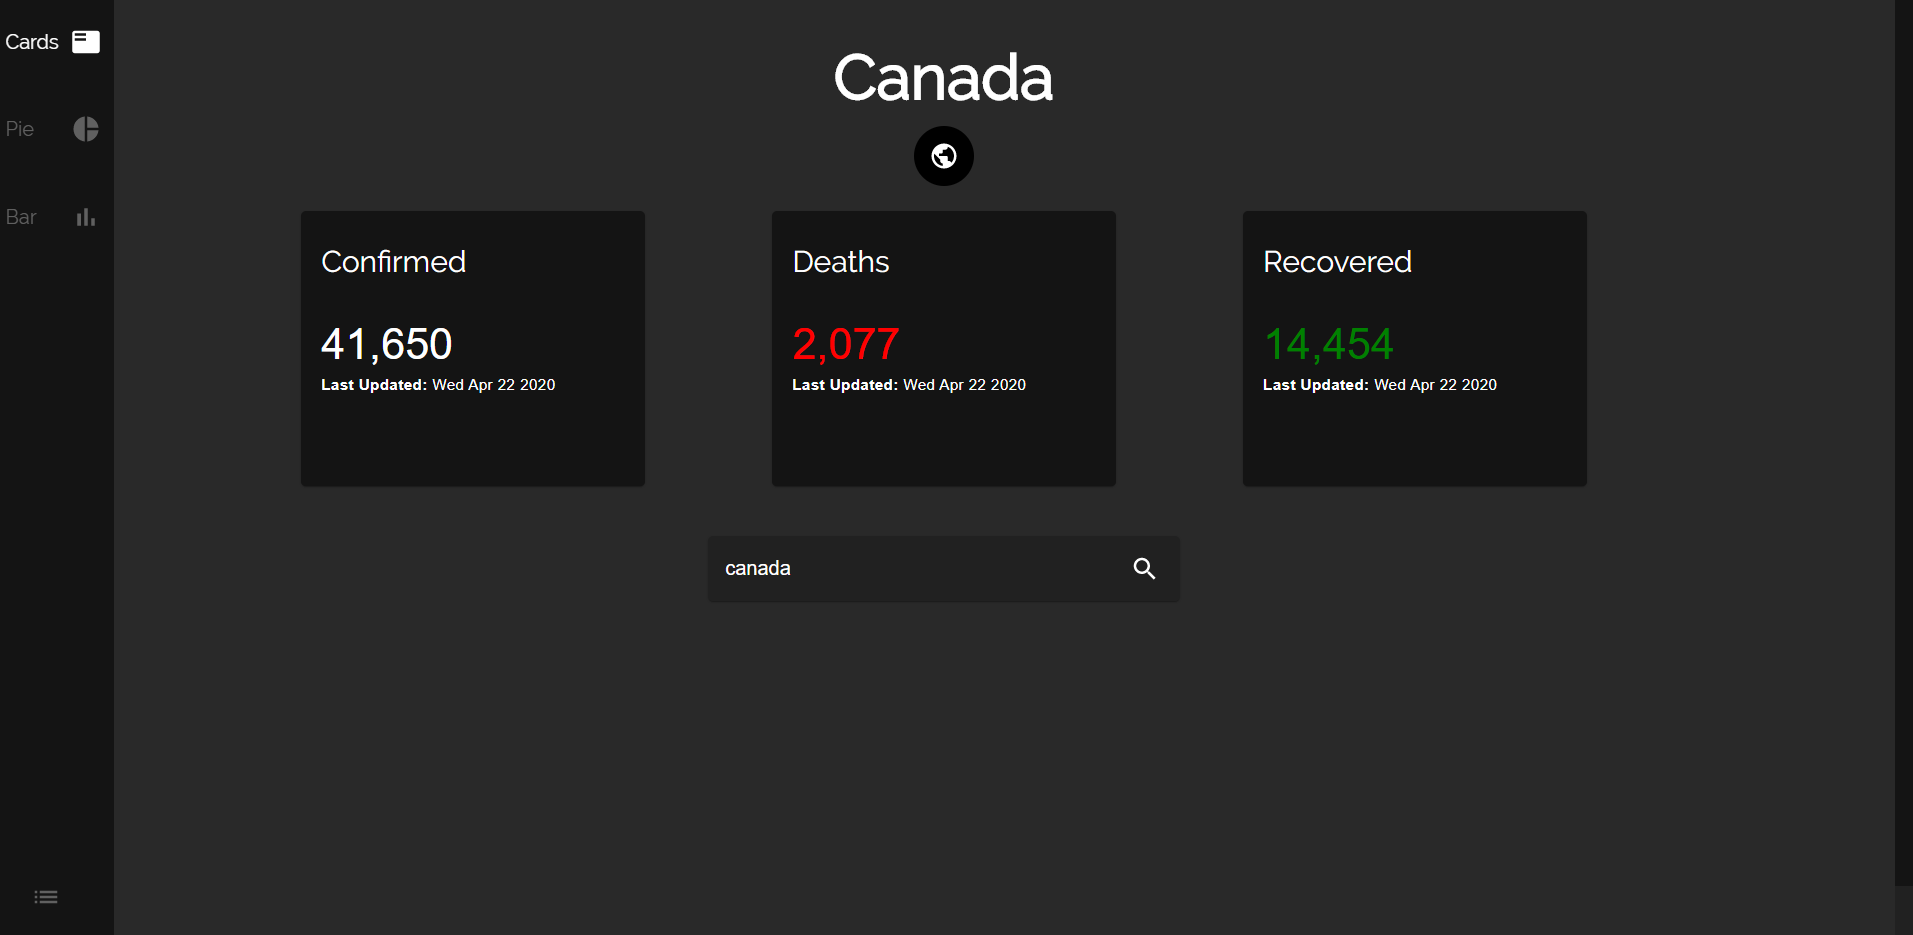 Cards
Pie
Bar
Canada
Confirmed
41,650
Last Updated: Wed Apr 22 2020
Deaths
2,077
Last Updated: Wed Apr 22 2020
Recovered
14,454
Last Updated: Wed Apr 22 2020
canada